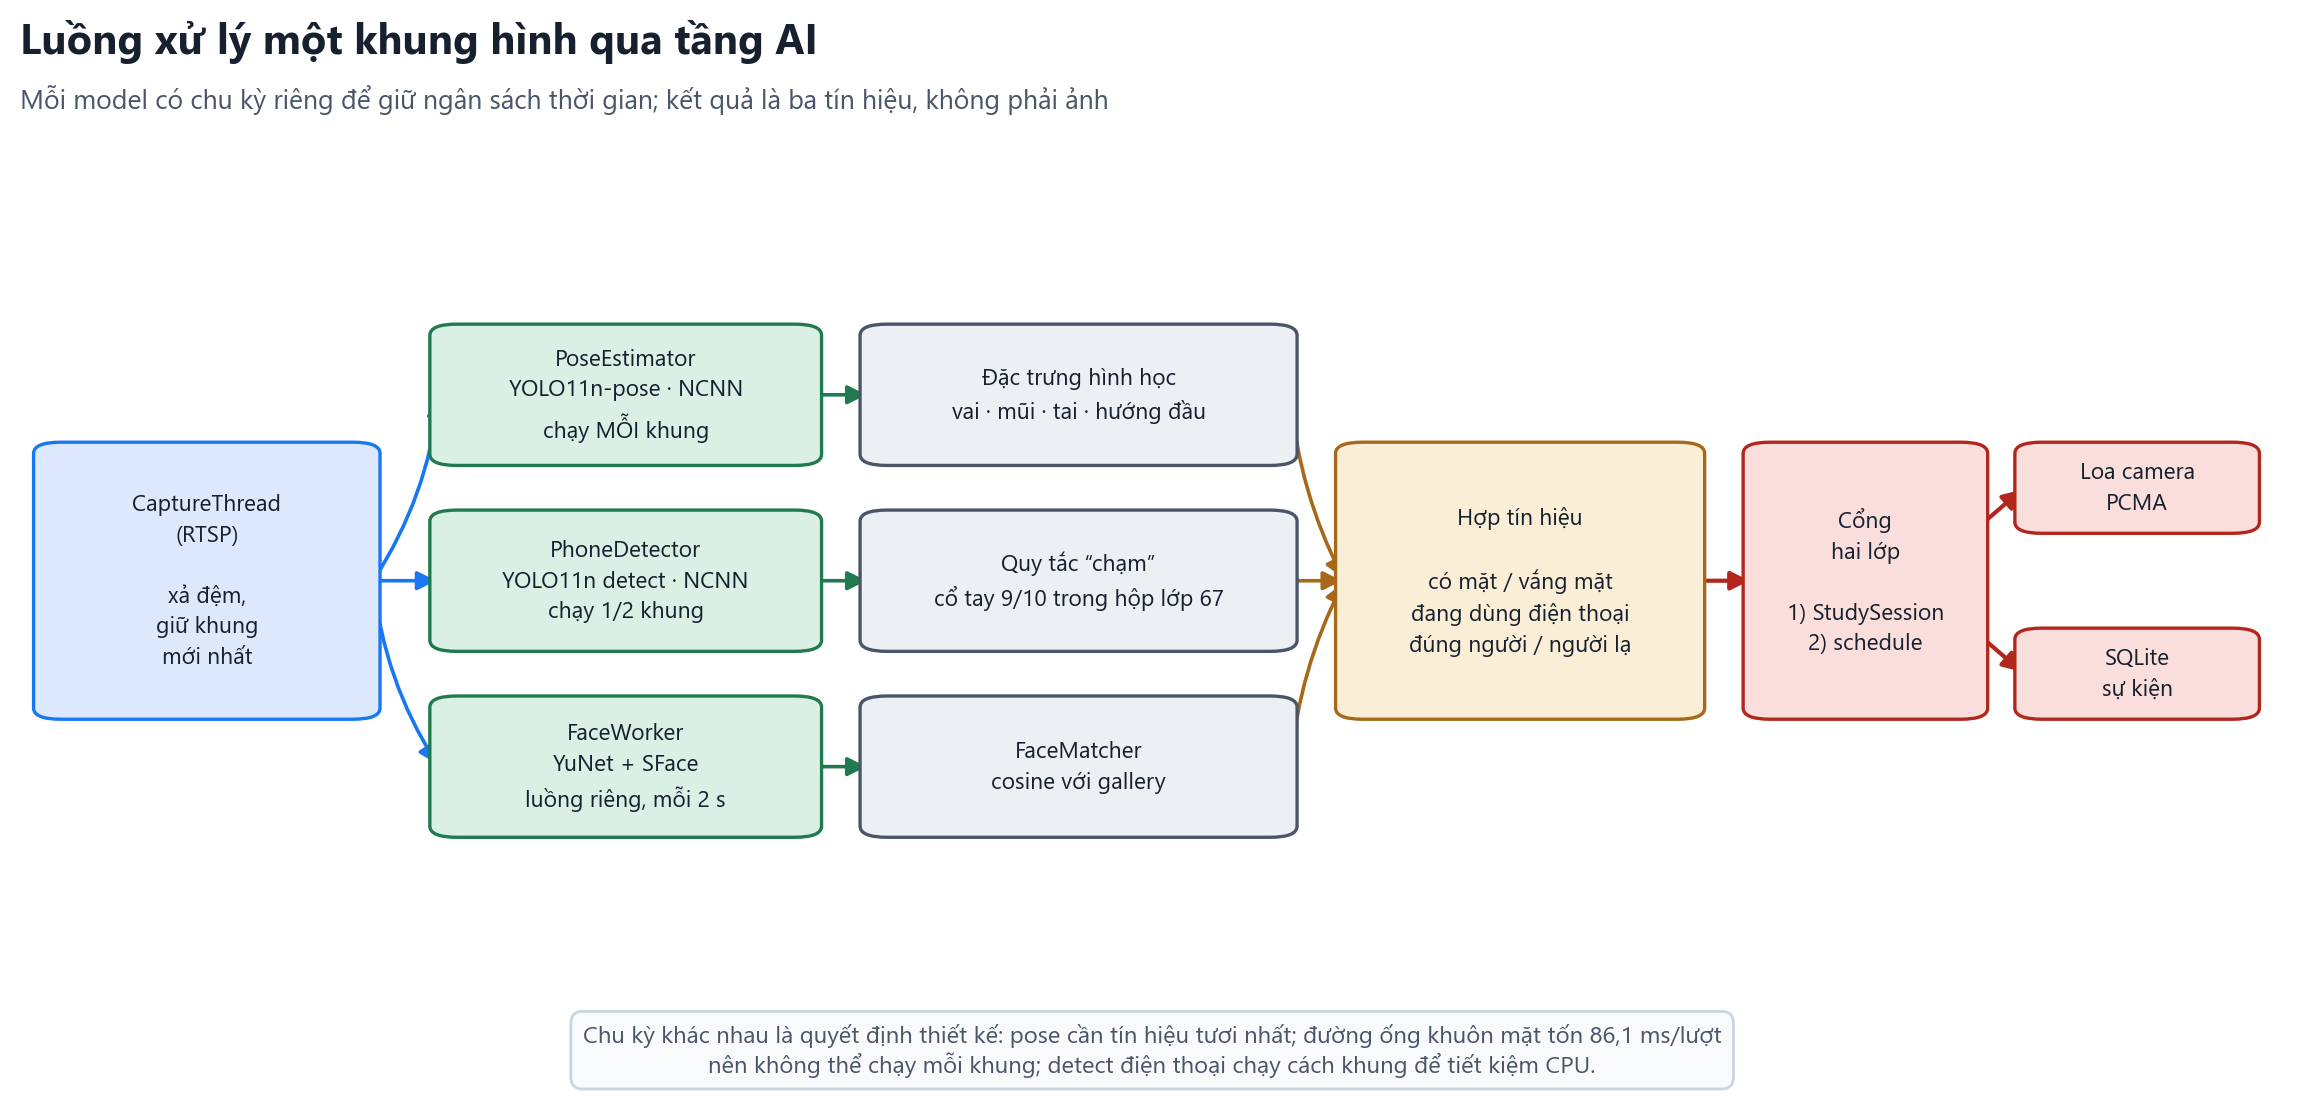 Luồng xử lý một khung hình qua tầng AI
Mỗi model có chu kỳ riêng để giữ ngân sách thời gian; kết quả là ba tín hiệu, không phải ảnh
CaptureThread
(RTSP)
xả đệm,
giữ khung
mới nhất
PoseEstimator
YOLO11n-pose · NCNN
chạy MỖI khung
PhoneDetector
YOLO11n detect · NCNN
chạy 1/2 khung
FaceWorker
YuNet + SFace
luồng riêng, mỗi 2 s
Đặc trưng hình học
vai · mũi · tai · hướng đầu
Quy tắc “chạm”
cổ tay 9/10 trong hộp lớp 67
FaceMatcher
cosine với gallery
Hợp tín hiệu
có mặt / vắng mặt
đang dùng điện thoại
đúng người / người lạ
Cổng
hai lớp
1) StudySession
2) schedule
Loa camera
PCMA
SQLite
sự kiện
Chu kỳ khác nhau là quyết định thiết kế: pose cần tín hiệu tươi nhất; đường ống khuôn mặt tốn 86,1 ms/lượt
nên không thể chạy mỗi khung; detect điện thoại chạy cách khung để tiết kiệm CPU.